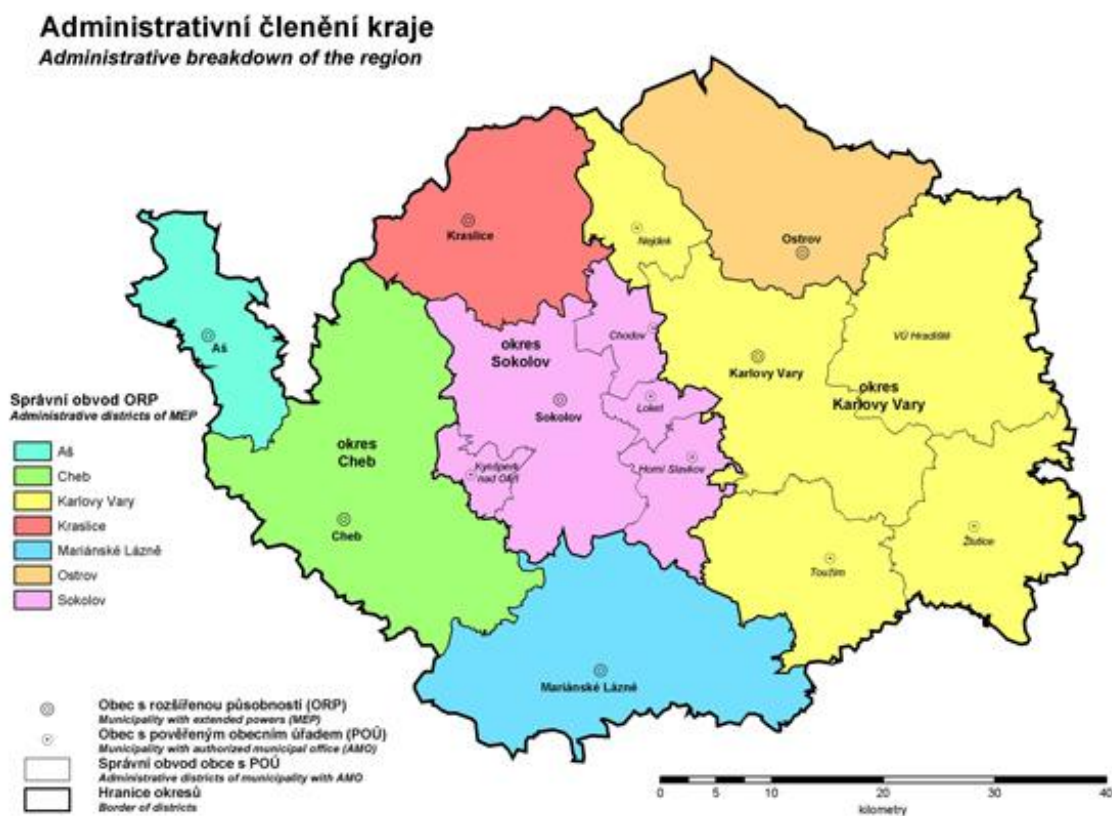 Administrativní členění kraje
Administrative breakdown of the region
Kraslice
Nejdek
Ostrov
Aš
okres
Sokolov
Chodov
VÚ Hradiště
Karlovy Vary
okres
Karlovy Vary
Sokolov
Loket
okres
Cheb
Kynšperk
nad Ohří
Horní Slavkov
Cheb
Žlutice
Toužim
Mariánské Lázně
Správní obvod ORP
Administrative districts of MEP
Aš
Cheb
Karlovy Vary
Kraslice
Mariánské Lázně
Ostrov
Sokolov
Obec s rozšířenou působností (ORP)
Municipality with extended powers (MEP)
Obec s pověřeným obecním úřadem (POÚ)
Municipality with authorized municipal office (AMO)
Správní obvod obce s POÚ
Administrative districts of municipality with AMO
Hranice okresů
Border of districts
0 5 10 20 30 40
kilometry